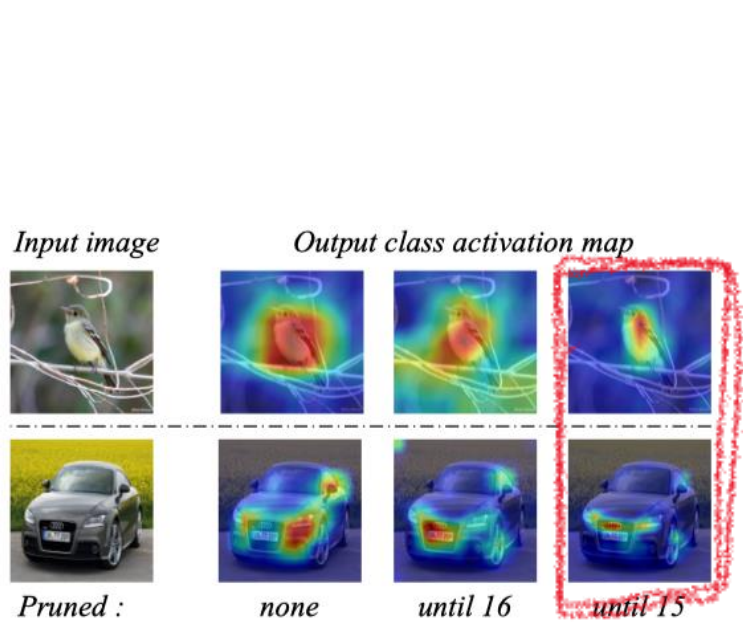 Input image
Output class activation map
Pruned :
none
until 16
until 15